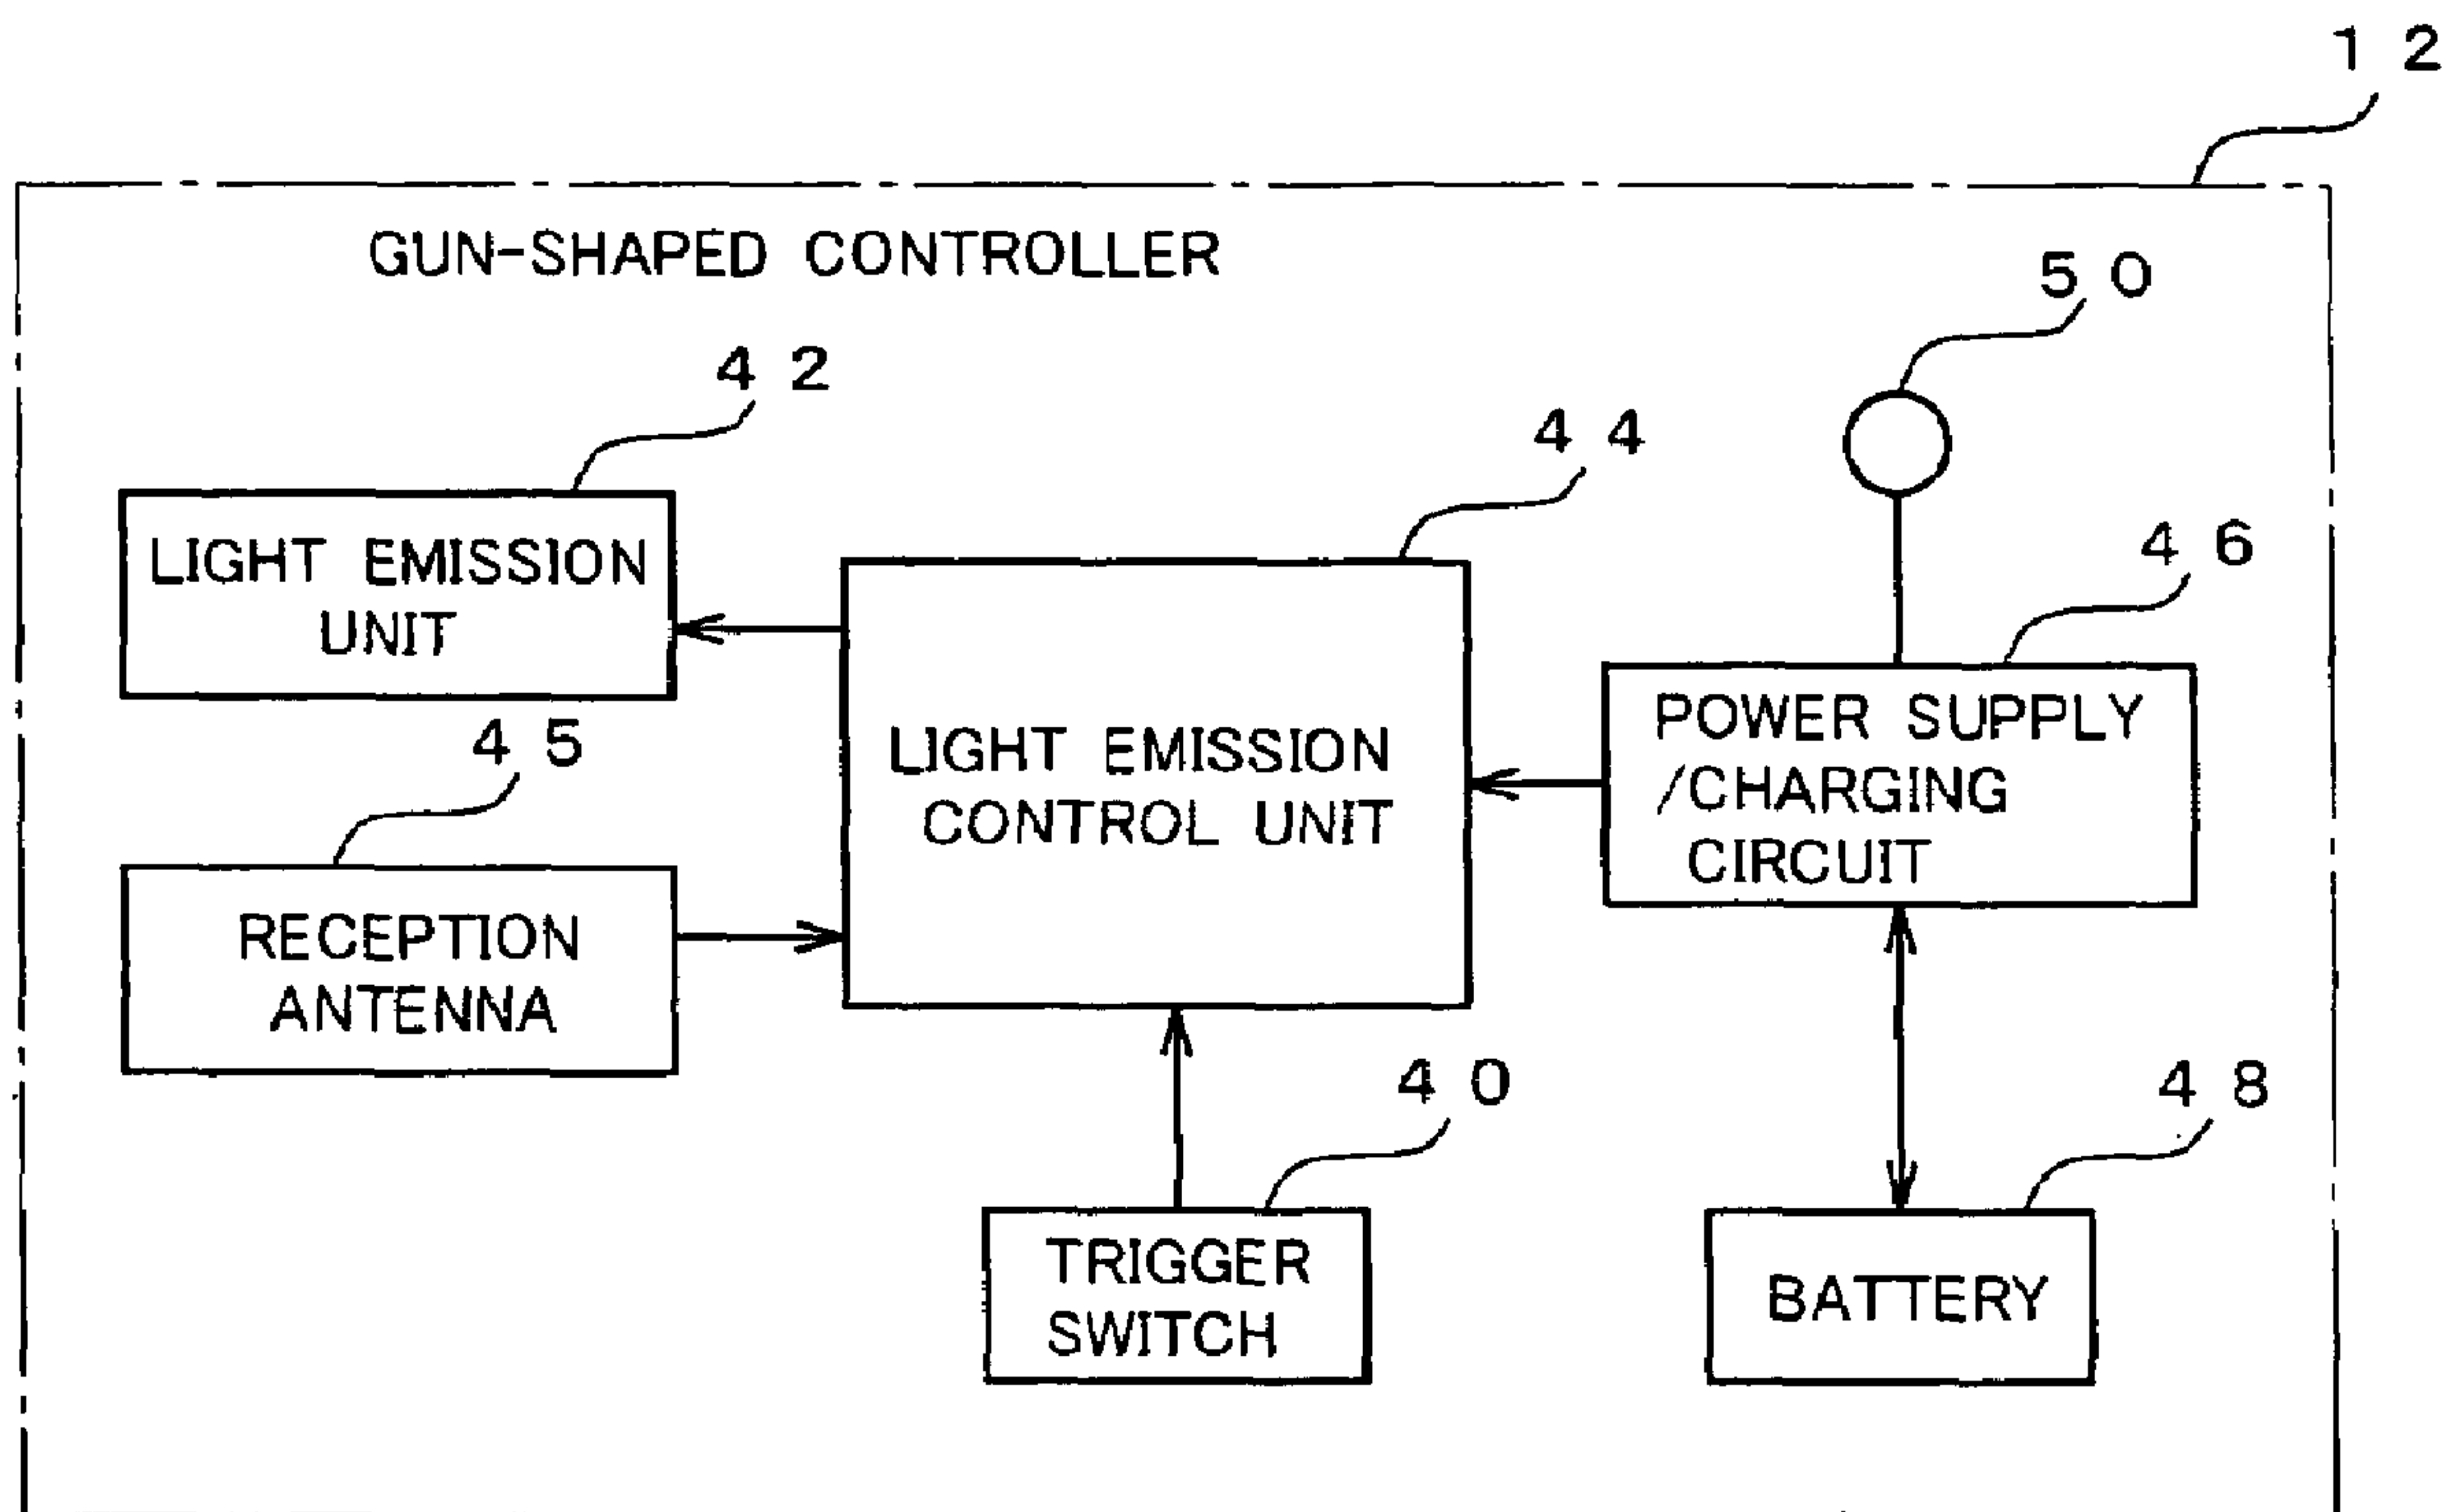 12
GUN-SHAPED CONTROLLER
50
42
44
46
LIGHT EMISSION
UNIT
45
LIGHT EMISSION
CONTROL UNIT
POWER SUPPLY
/CHARGING
CIRCUIT
RECEPTION
ANTENNA
40
48
TRIGGER
SWITCH
BATTERY